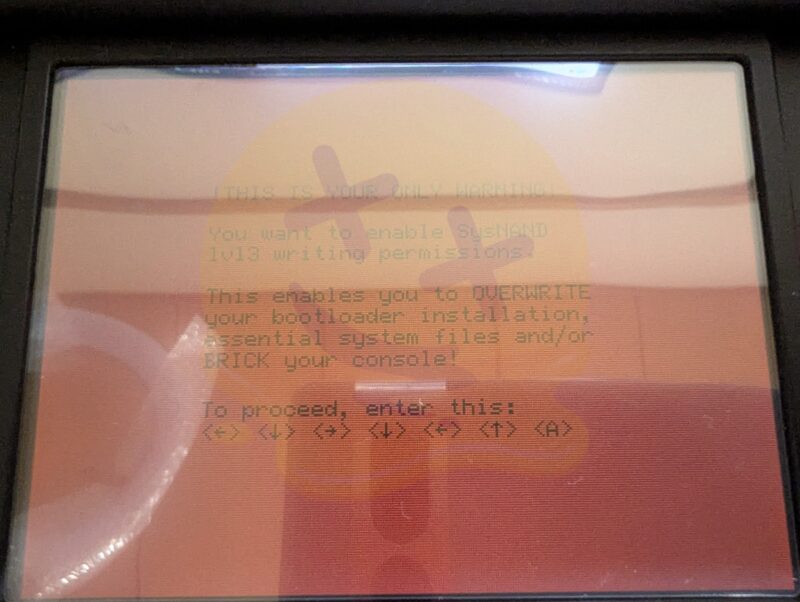 !THIS IS YOUR ONLY WARNING!
You want to enable SysNAND
lvl3 writing permissions.
This enables you to OVERWRITE
your bootloader installation,
essential system files and/or
BRICK your console!
To proceed, enter this:
<←> <↓> <→> <↓> <←> <↑> <A>